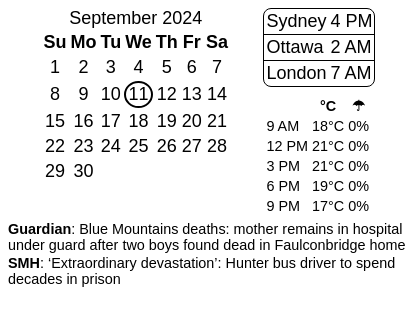 September 2024
Su Mo Tu We Th Fr Sa
1 2 3 4 5 6 7
8 9 10 11 12 13 14
15 16 17 18 19 20 21
22 23 24 25 26 27 28
29 30
Sydney 4 PM
Ottawa 2 AM
London 7 AM
°C ☂
9 AM 18°C 0%
12 PM 21°C 0%
3 PM 21°C 0%
6 PM 19°C 0%
9 PM 17°C 0%
Guardian: Blue Mountains deaths: mother remains in hospital
under guard after two boys found dead in Faulconbridge home
SMH: ‘Extraordinary devastation’: Hunter bus driver to spend
decades in prison